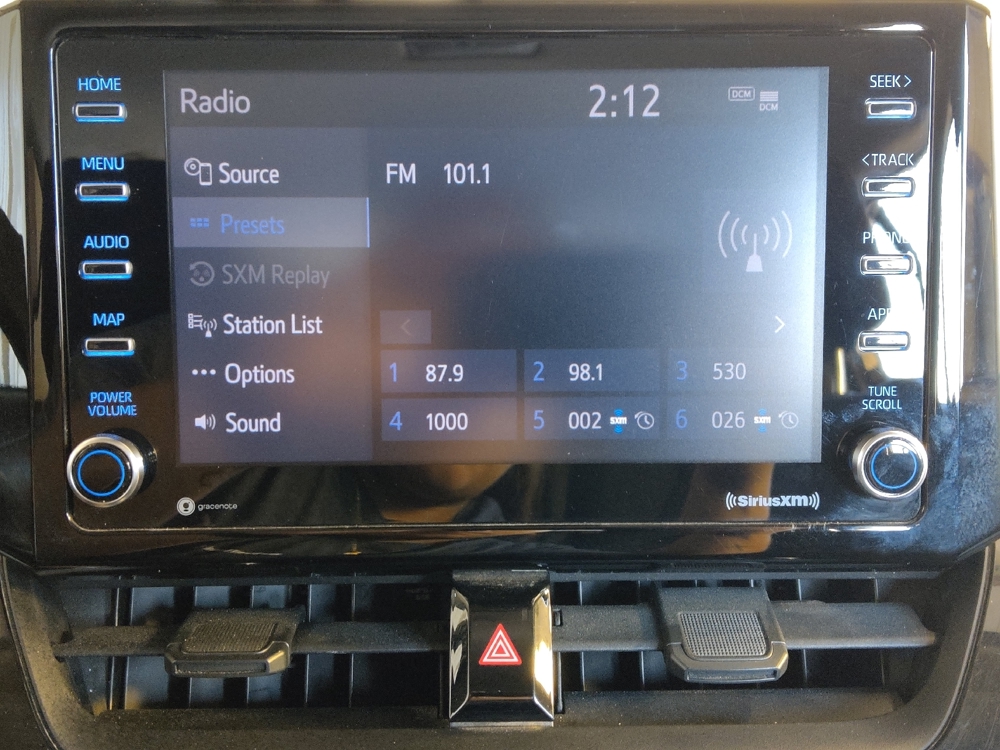 HOME
MENU
AUDIO
MAP
POWER
VOLUME
Radio
2:12
DCM
DCM
Source
Presets
SXM Replay
Station List
••• Options
Sound
FM 101.1
<
>
1 87.9
2 98.1
3 530
4 1000
5 002 SXM
6 026 SXM
SEEK >
< TRACK
PHONE
TUNE
SCROLL
gracenote
((SiriusXM))